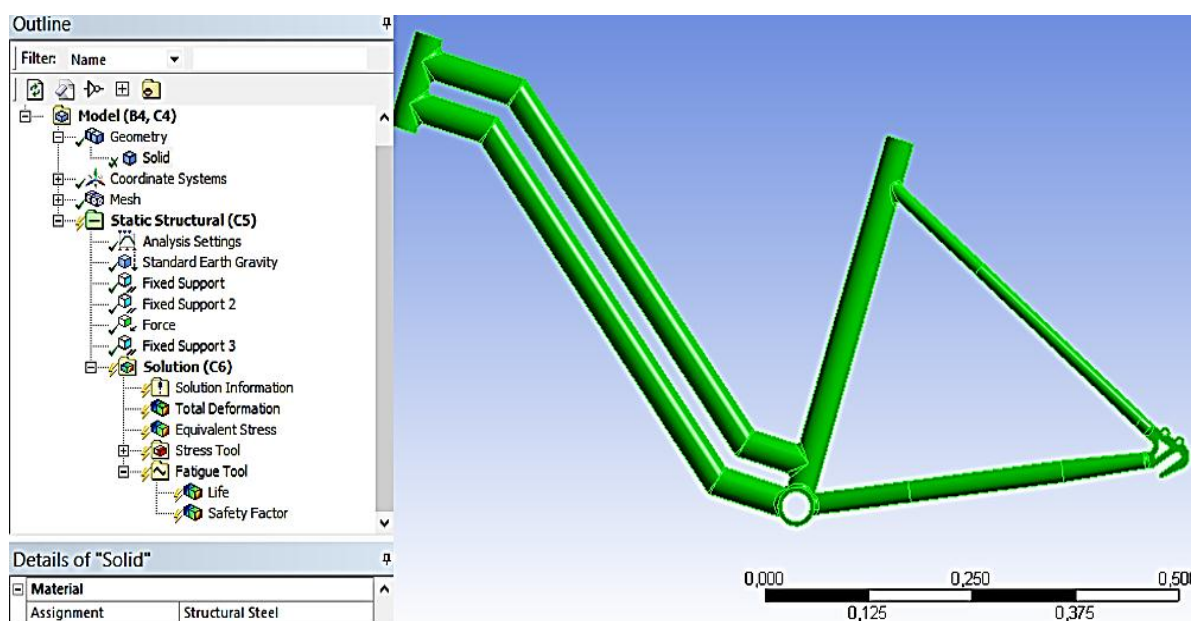 Outline
Filter: Name
Model (B4, C4)
Geometry
Solid
Coordinate Systems
Mesh
Static Structural (C5)
Analysis Settings
Standard Earth Gravity
Fixed Support
Fixed Support 2
Force
Fixed Support 3
Solution (C6)
Solution Information
Total Deformation
Equivalent Stress
Stress Tool
Fatigue Tool
Life
Safety Factor
Details of "Solid"
Material
Assignment Structural Steel
0,000 0,250 0,500
0,125 0,375